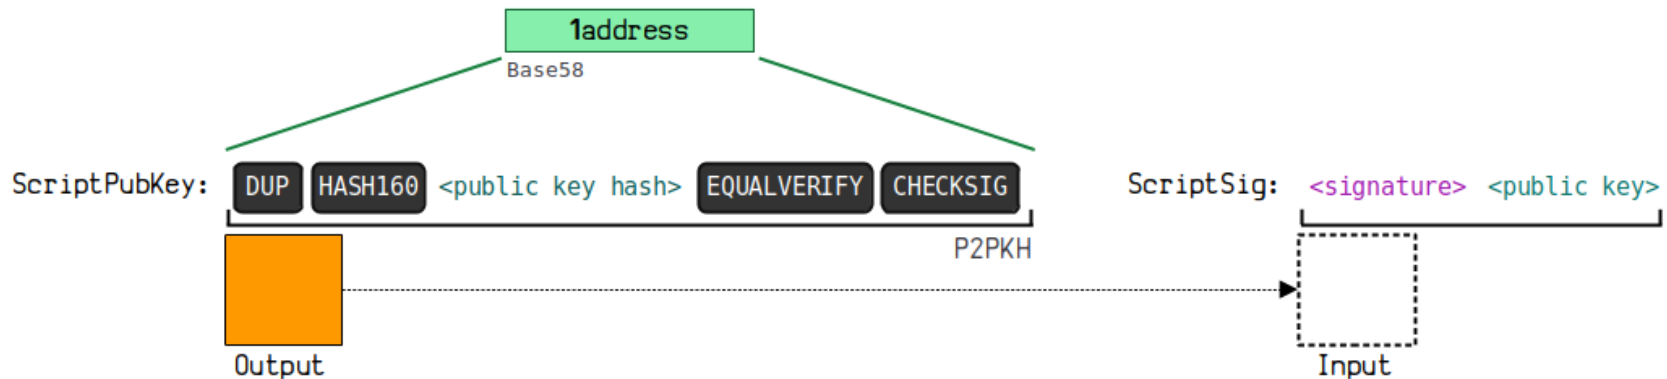 1address
Base58
ScriptPubKey: DUP HASH160 <public key hash> EQUALVERIFY CHECKSIG ScriptSig: <signature> <public key>
P2PKH
Output Input